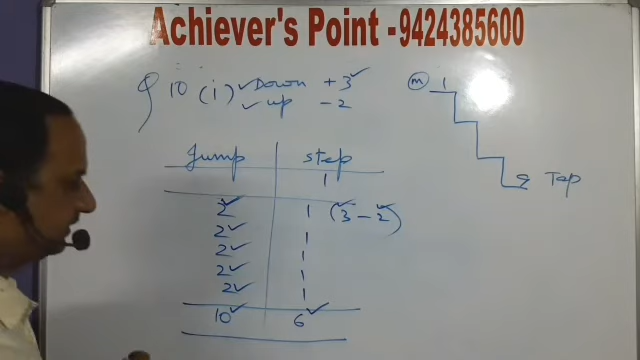 Achiever's Point -9424385600
Q 10 (i) ✓ Down +3 ✓
✓ up -2
(m) 1
9 Tap
Jump step
1
2✓ 1 (3✓ - 2✓)
2✓ 1
2✓ 1
2✓ 1
2✓ 1
10✓ 6✓